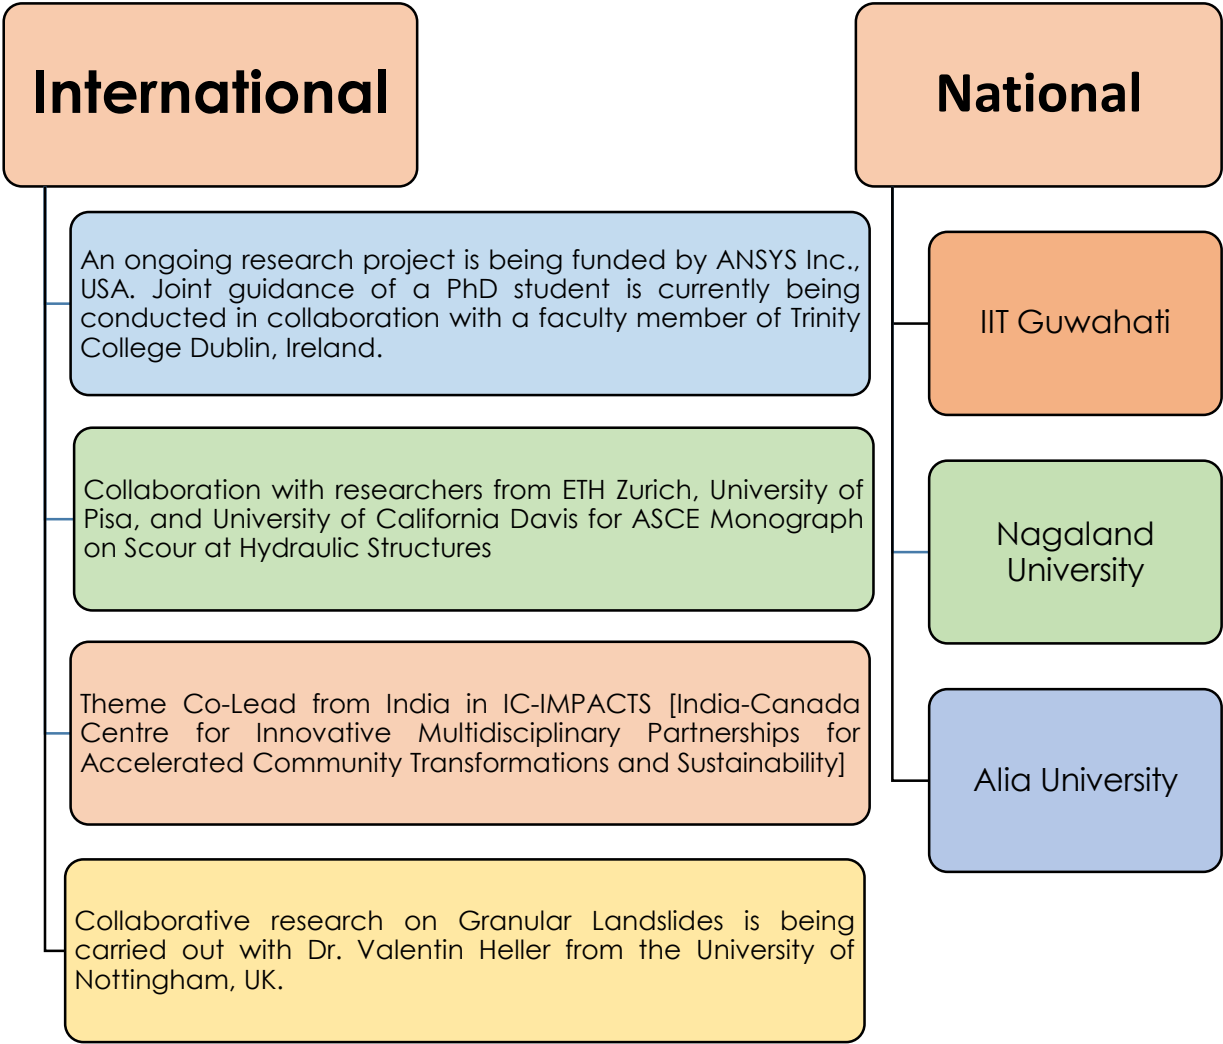 International
An ongoing research project is being funded by ANSYS Inc.,
USA. Joint guidance of a PhD student is currently being
conducted in collaboration with a faculty member of Trinity
College Dublin, Ireland.
Collaboration with researchers from ETH Zurich, University of
Pisa, and University of California Davis for ASCE Monograph
on Scour at Hydraulic Structures
Theme Co-Lead from India in IC-IMPACTS [India-Canada
Centre for Innovative Multidisciplinary Partnerships for
Accelerated Community Transformations and Sustainability]
Collaborative research on Granular Landslides is being
carried out with Dr. Valentin Heller from the University of
Nottingham, UK.
National
IIT Guwahati
Nagaland
University
Alia University